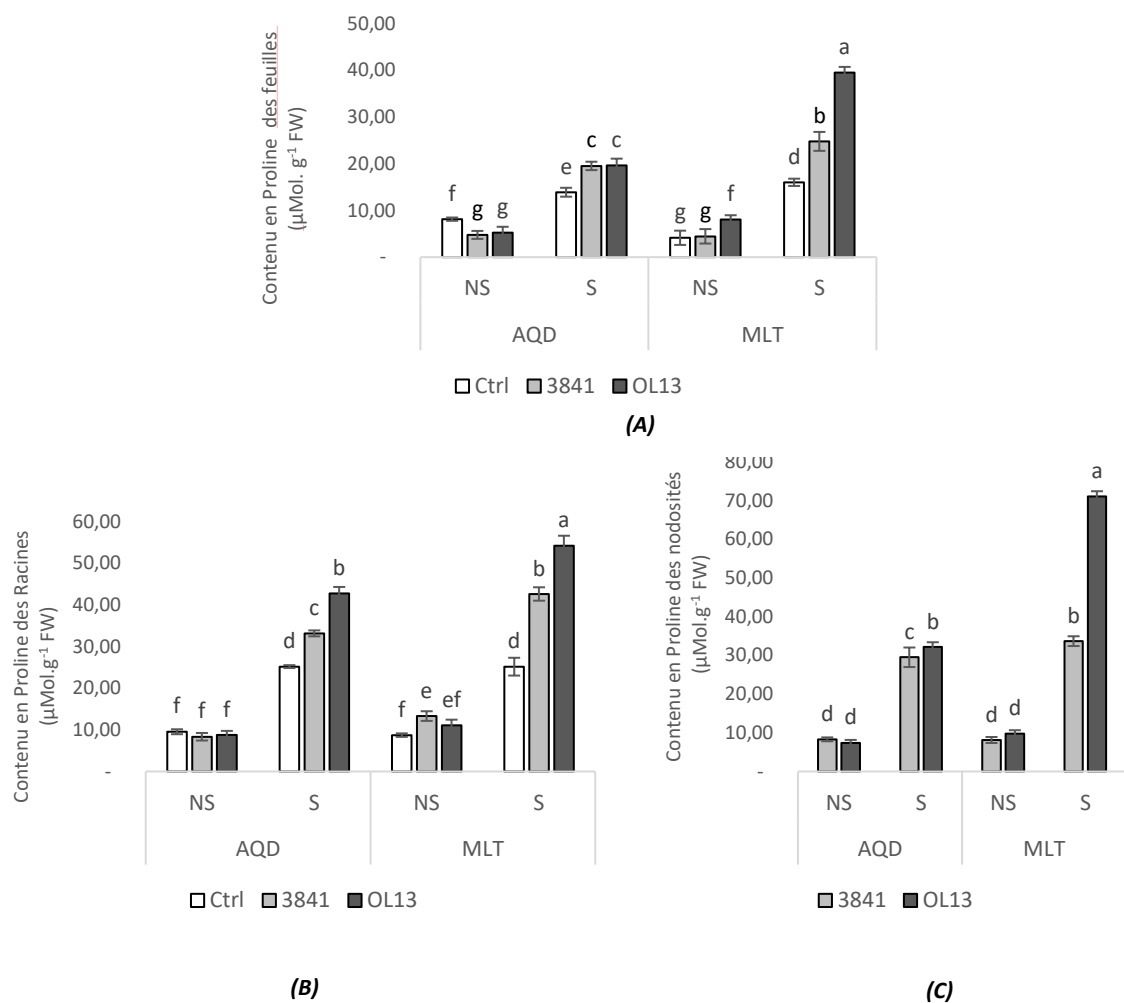 Contenu en Proline des feuilles
(µMol. g-1 FW)
50,00
40,00
30,00
20,00
10,00
-
f
g
g
e
c
c
g
g
f
d
b
a
NS
S
NS
S
AQD
MLT
Ctrl
3841
OL13
(A)
Contenu en Proline des Racines
(µMol.g-1 FW)
60,00
50,00
40,00
30,00
20,00
10,00
-
f
f
f
d
c
b
f
e
ef
d
b
a
NS
S
NS
S
AQD
MLT
Ctrl
3841
OL13
(B)
Contenu en Proline des nodosités
(µMol.g-1 FW)
80,00
70,00
60,00
50,00
40,00
30,00
20,00
10,00
-
d
d
c
b
d
d
b
a
NS
S
NS
S
AQD
MLT
3841
OL13
(C)